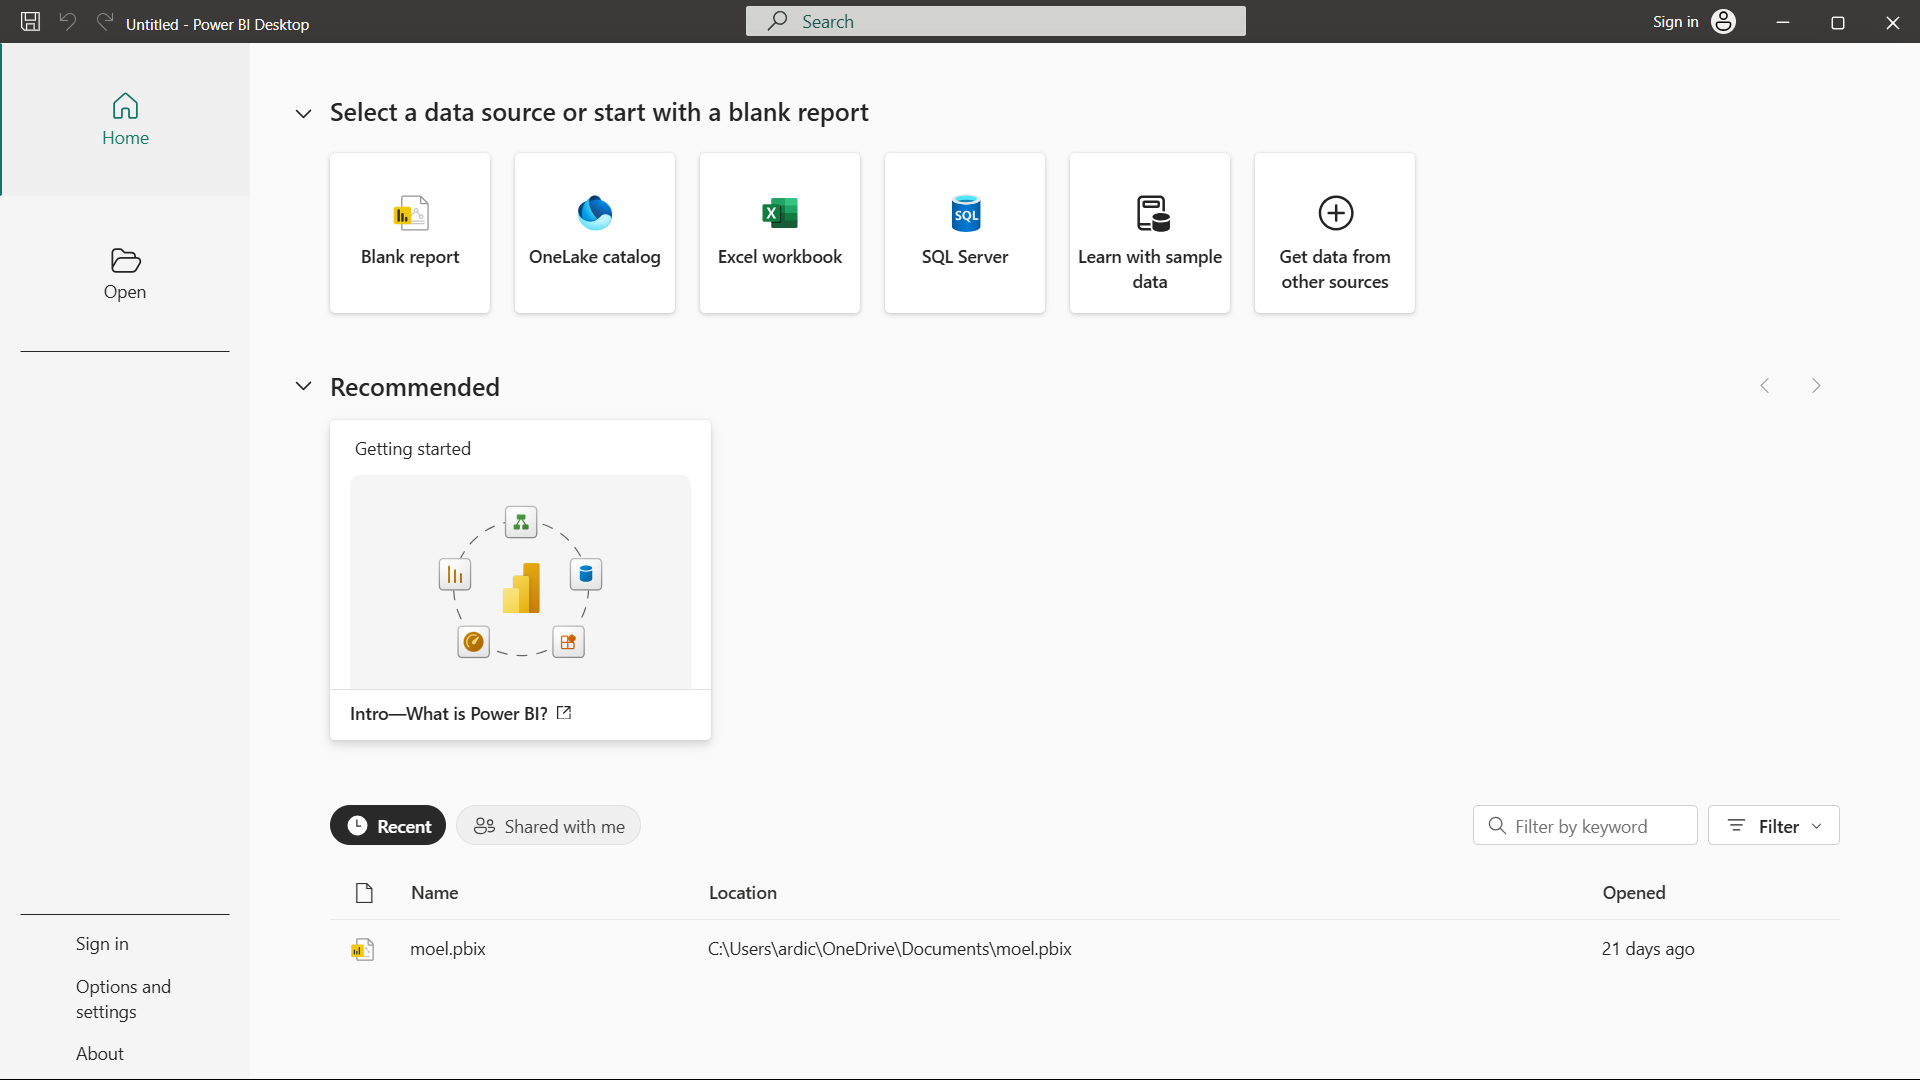 Untitled - Power BI Desktop
Search
Sign in
Home
Open
Select a data source or start with a blank report
Blank report
OneLake catalog
Excel workbook
SQL
SQL Server
Learn with sample
data
Get data from
other sources
Recommended
Getting started
Intro—What is Power BI?
Recent
Shared with me
Filter by keyword
Filter
Name
Location
Opened
moel.pbix
C:\Users\ardic\OneDrive\Documents\moel.pbix
21 days ago
Sign in
Options and
settings
About